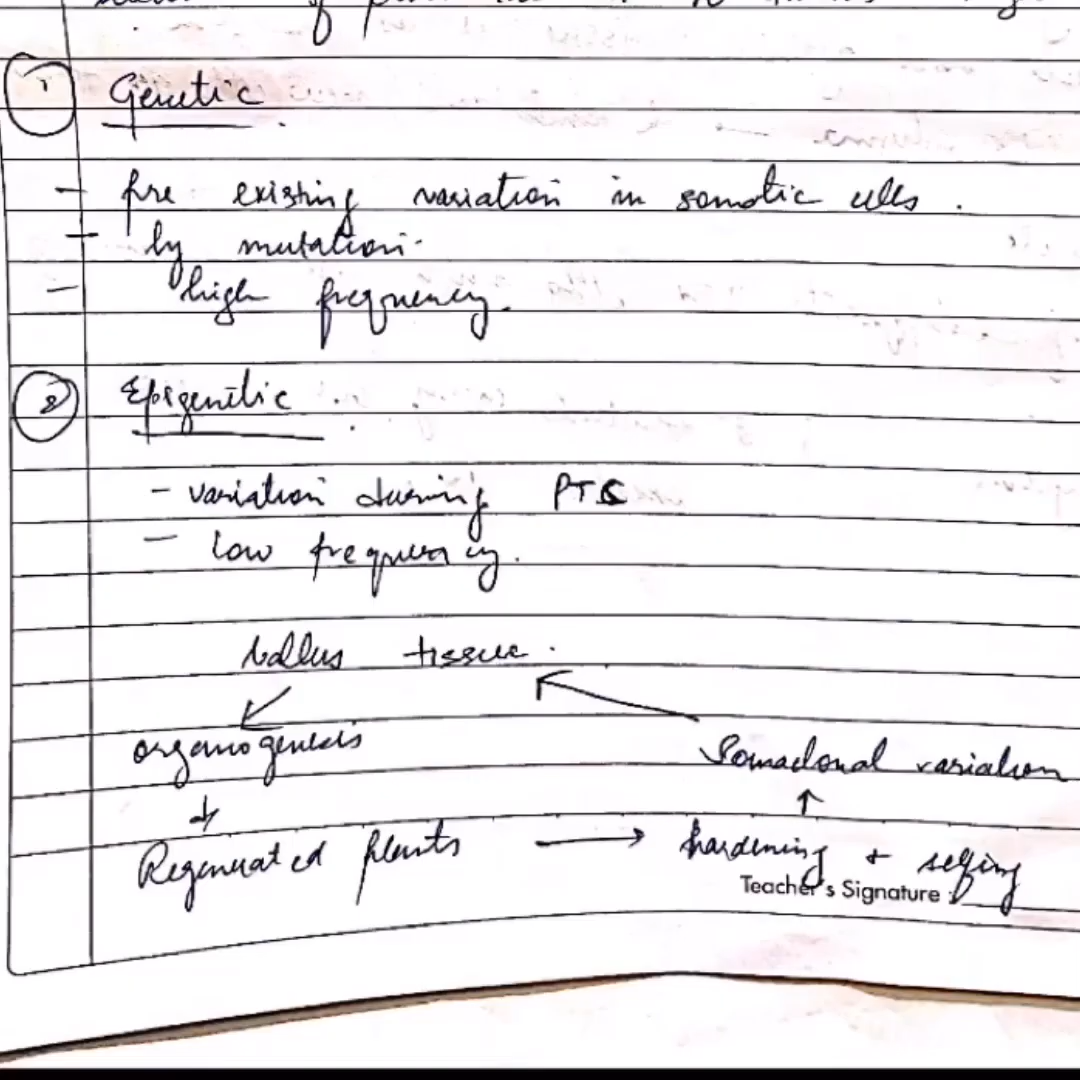 ① Genetic.
- pre existing variation in somatic cells.
- by mutation.
- high frequency.
② Epigenetic.
- variation during PTC
- low frequency.
Callus tissue.
organogenesis
Somaclonal variation
Regenerated plants → hardening + selfing
Teacher's Signature :